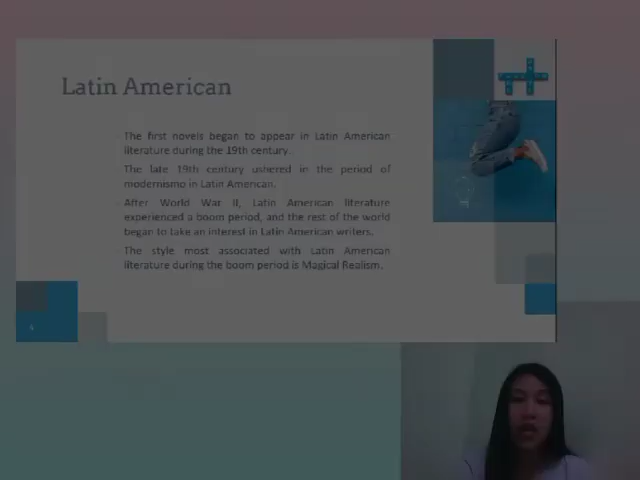 Latin American
The first novels began to appear in Latin American
literature during the 19th century.
The late 19th century ushered in the period of
modernismo in Latin American.
After World War II, Latin American literature
experienced a boom period, and the rest of the world
began to take an interest in Latin American writers.
The style most associated with Latin American
literature during the boom period is Magical Realism.